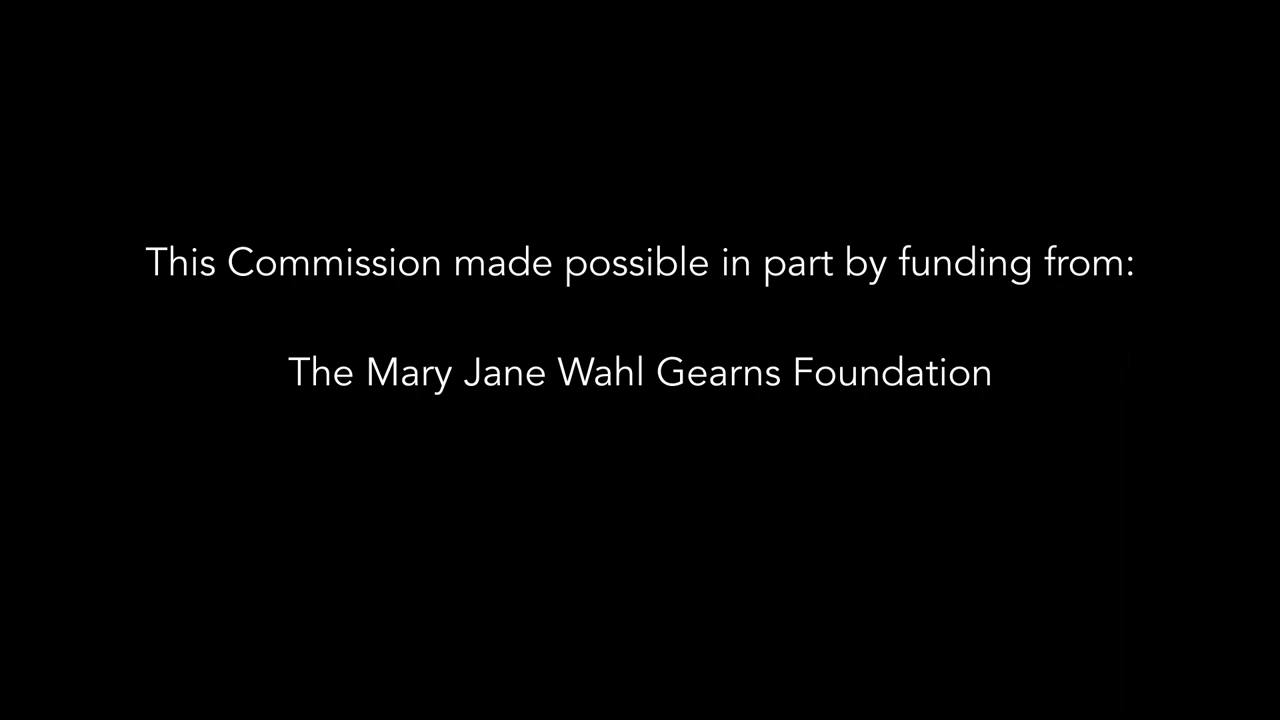 This Commission made possible in part by funding from:
The Mary Jane Wahl Gearns Foundation